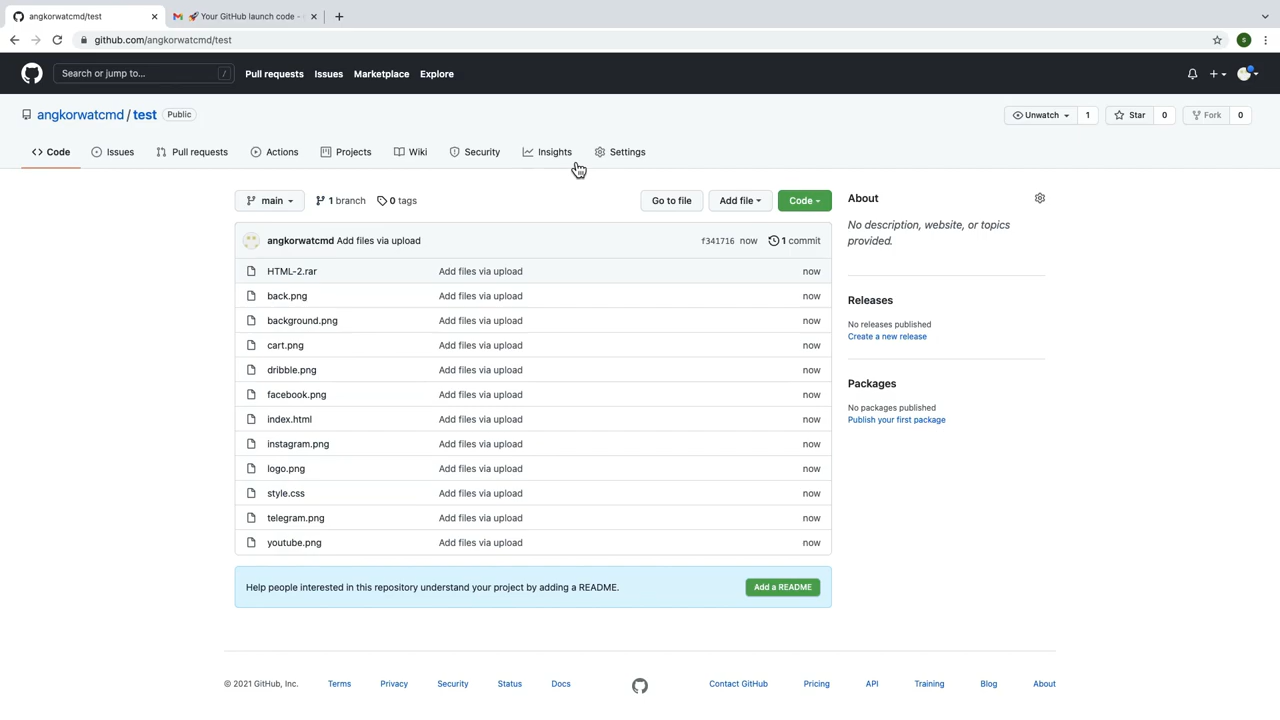 angkorwatcmd/test
🚀 Your GitHub launch code -
github.com/angkorwatcmd/test
S
Search or jump to...
/
Pull requests
Issues
Marketplace
Explore
angkorwatcmd / test
Public
Unwatch
1
Star
0
Fork
0
<> Code
Issues
Pull requests
Actions
Projects
Wiki
Security
Insights
Settings
main
1 branch
0 tags
Go to file
Add file
Code
About
No description, website, or topics
provided.
angkorwatcmd Add files via upload
f341716 now
1 commit
HTML-2.rar Add files via upload now
back.png Add files via upload now
background.png Add files via upload now
cart.png Add files via upload now
dribble.png Add files via upload now
facebook.png Add files via upload now
index.html Add files via upload now
instagram.png Add files via upload now
logo.png Add files via upload now
style.css Add files via upload now
telegram.png Add files via upload now
youtube.png Add files via upload now
Releases
No releases published
Create a new release
Packages
No packages published
Publish your first package
Help people interested in this repository understand your project by adding a README.
Add a README
© 2021 GitHub, Inc.
Terms
Privacy
Security
Status
Docs
Contact GitHub
Pricing
API
Training
Blog
About